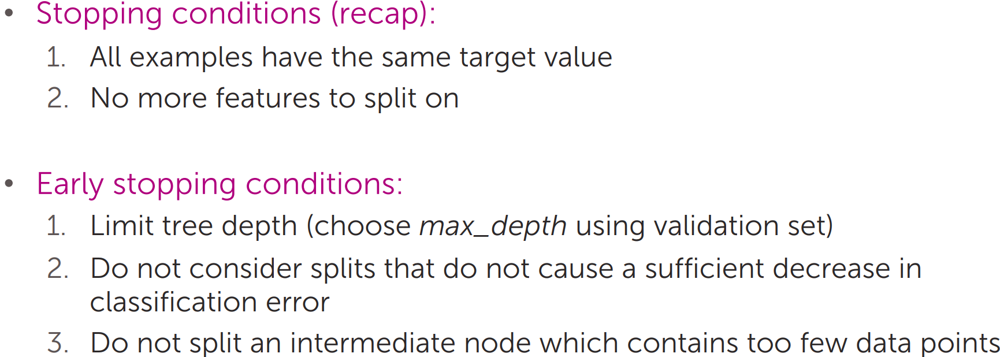 • Stopping conditions (recap):
1. All examples have the same target value
2. No more features to split on
• Early stopping conditions:
1. Limit tree depth (choose max_depth using validation set)
2. Do not consider splits that do not cause a sufficient decrease in
classification error
3. Do not split an intermediate node which contains too few data points